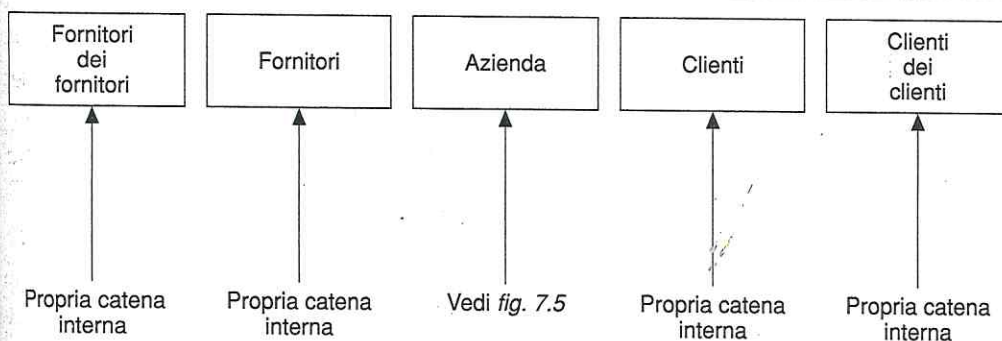 Fornitori
dei
fornitori
Fornitori
Azienda
Clienti
Clienti
dei
clienti
Propria catena
interna
Propria catena
interna
Vedi fig. 7.5
Propria catena
interna
Propria catena
interna